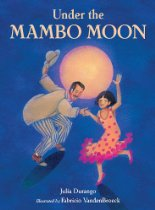 Under the
MAMBO MOON
Julia Durango
Illustrated by Fabricio VandenBroeck